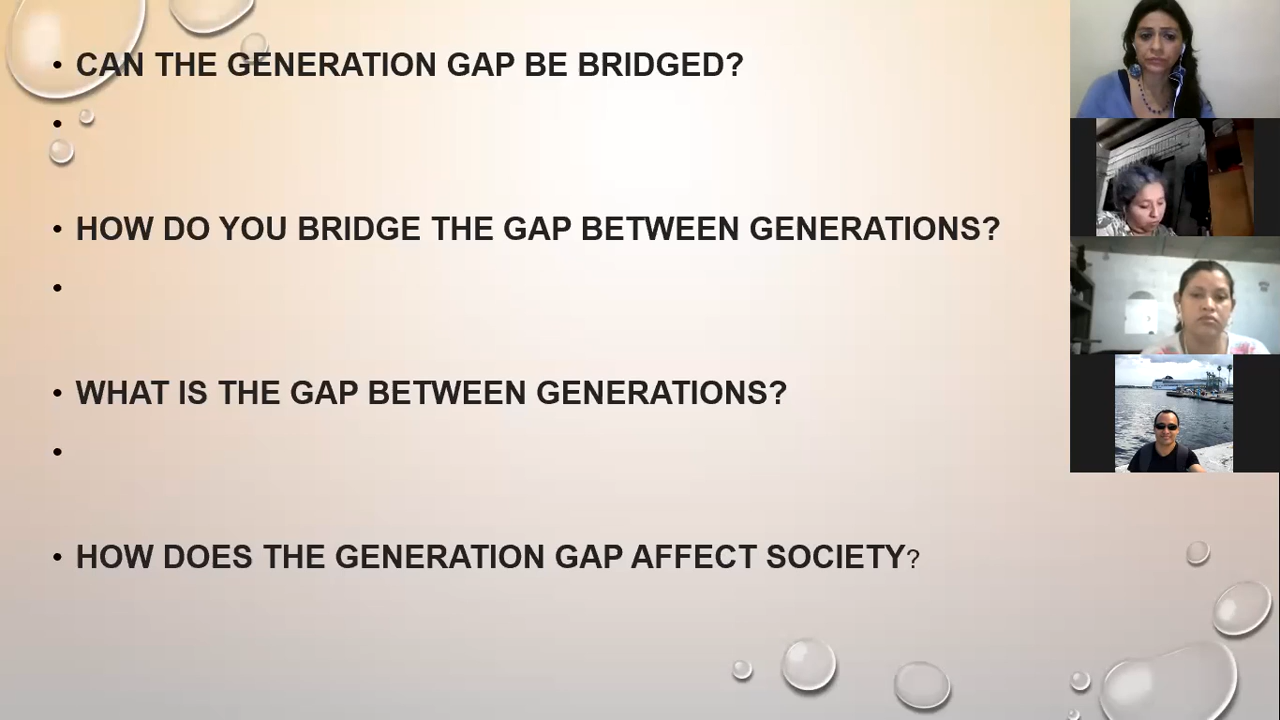 • CAN THE GENERATION GAP BE BRIDGED?
•
• HOW DO YOU BRIDGE THE GAP BETWEEN GENERATIONS?
•
• WHAT IS THE GAP BETWEEN GENERATIONS?
•
• HOW DOES THE GENERATION GAP AFFECT SOCIETY?